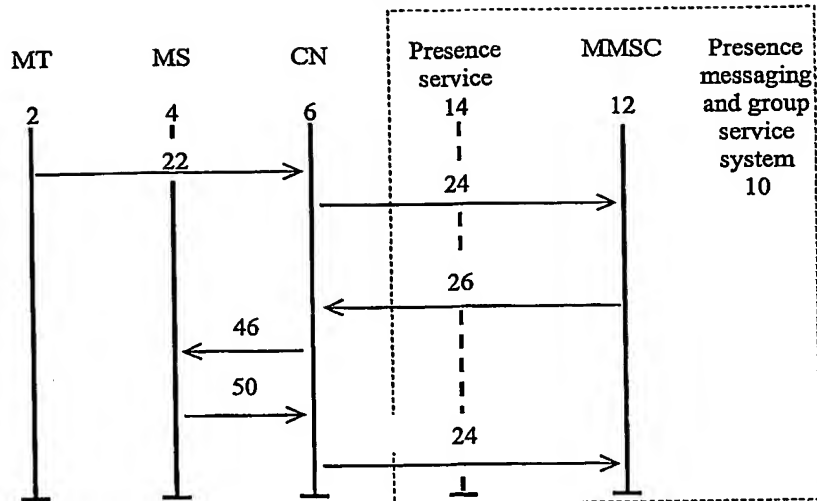 MT
MS
CN
Presence
service
MMSC
Presence
messaging
and group
service
system
10
2
4
6
14
12
22
24
26
46
50
24